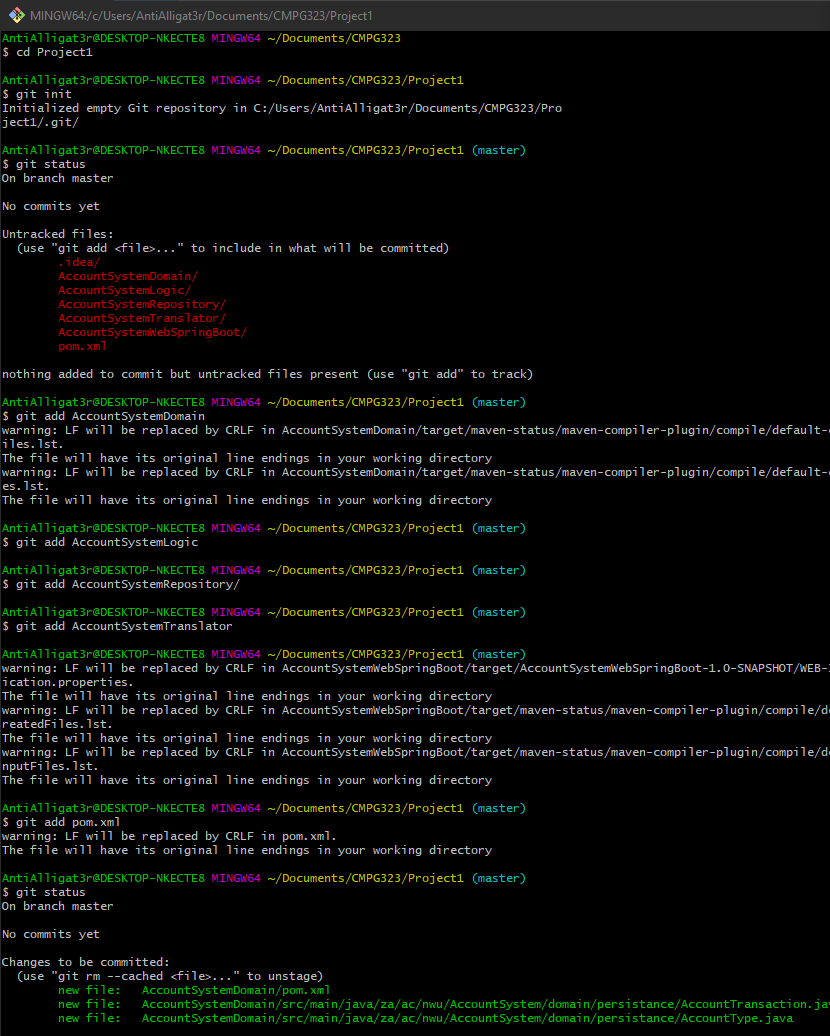 MINGW64:/c/Users/AntiAlligat3r/Documents/CMPG323/Project1
AntiAlligat3r@DESKTOP-NKECTE8 MINGW64 ~/Documents/CMPG323
$ cd Project1
AntiAlligat3r@DESKTOP-NKECTE8 MINGW64 ~/Documents/CMPG323/Project1
$ git init
Initialized empty Git repository in C:/Users/AntiAlligat3r/Documents/CMPG323/Pro
ject1/.git/
AntiAlligat3r@DESKTOP-NKECTE8 MINGW64 ~/Documents/CMPG323/Project1 (master)
$ git status
On branch master
No commits yet
Untracked files:
(use "git add <file>..." to include in what will be committed)
.idea/
AccountSystemDomain/
AccountSystemLogic/
AccountSystemRepository/
AccountSystemTranslator/
AccountSystemWebSpringBoot/
pom.xml
nothing added to commit but untracked files present (use "git add" to track)
AntiAlligat3r@DESKTOP-NKECTE8 MINGW64 ~/Documents/CMPG323/Project1 (master)
$ git add AccountSystemDomain
warning: LF will be replaced by CRLF in AccountSystemDomain/target/maven-status/maven-compiler-plugin/compile/default-
iles.lst.
The file will have its original line endings in your working directory
warning: LF will be replaced by CRLF in AccountSystemDomain/target/maven-status/maven-compiler-plugin/compile/default-
es.lst.
The file will have its original line endings in your working directory
AntiAlligat3r@DESKTOP-NKECTE8 MINGW64 ~/Documents/CMPG323/Project1 (master)
$ git add AccountSystemLogic
AntiAlligat3r@DESKTOP-NKECTE8 MINGW64 ~/Documents/CMPG323/Project1 (master)
$ git add AccountSystemRepository/
AntiAlligat3r@DESKTOP-NKECTE8 MINGW64 ~/Documents/CMPG323/Project1 (master)
$ git add AccountSystemTranslator
AntiAlligat3r@DESKTOP-NKECTE8 MINGW64 ~/Documents/CMPG323/Project1 (master)
warning: LF will be replaced by CRLF in AccountSystemWebSpringBoot/target/AccountSystemWebSpringBoot-1.0-SNAPSHOT/WEB-
ication.properties.
The file will have its original line endings in your working directory
warning: LF will be replaced by CRLF in AccountSystemWebSpringBoot/target/maven-status/maven-compiler-plugin/compile/de
reatedFiles.lst.
The file will have its original line endings in your working directory
warning: LF will be replaced by CRLF in AccountSystemWebSpringBoot/target/maven-status/maven-compiler-plugin/compile/de
nputFiles.lst.
The file will have its original line endings in your working directory
AntiAlligat3r@DESKTOP-NKECTE8 MINGW64 ~/Documents/CMPG323/Project1 (master)
$ git add pom.xml
warning: LF will be replaced by CRLF in pom.xml.
The file will have its original line endings in your working directory
AntiAlligat3r@DESKTOP-NKECTE8 MINGW64 ~/Documents/CMPG323/Project1 (master)
$ git status
On branch master
No commits yet
Changes to be committed:
(use "git rm --cached <file>..." to unstage)
new file: AccountSystemDomain/pom.xml
new file: AccountSystemDomain/src/main/java/za/ac/nwu/AccountSystem/domain/persistance/AccountTransaction.jav
new file: AccountSystemDomain/src/main/java/za/ac/nwu/AccountSystem/domain/persistance/AccountType.java